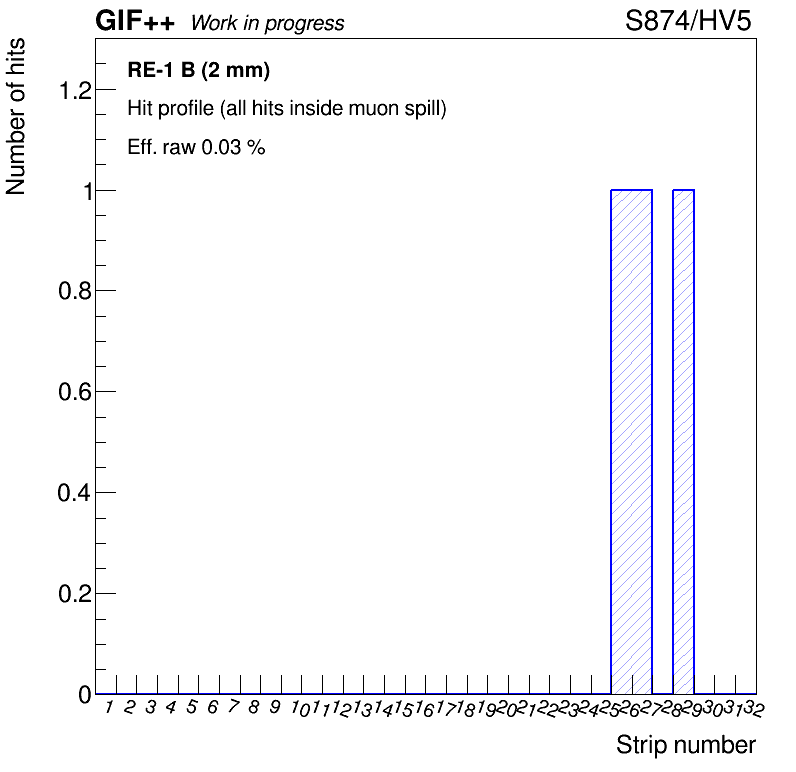 GIF++ Work in progress S874/HV5
Number of hits
RE-1 B (2 mm)
Hit profile (all hits inside muon spill)
Eff. raw 0.03 %
1.2
1
0.8
0.6
0.4
0.2
0
1 2 3 4 5 6 7 8 9 10 11 12 13 14 15 16 17 18 19 20 21 22 23 24 25 26 27 28 29 30 31 32
Strip number